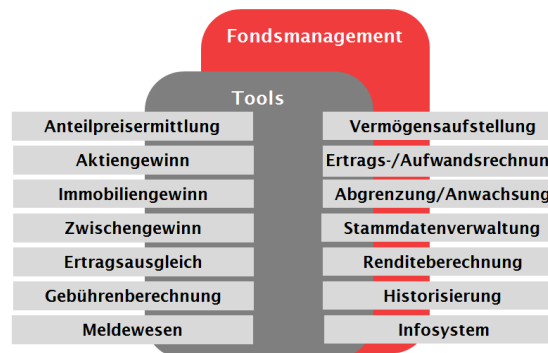 Fondsmanagement
Tools
Anteilpreisermittlung
Vermögensaufstellung
Aktiengewinn
Ertrags-/Aufwandsrechnun
Immobiliengewinn
Abgrenzung/Anwachsung
Zwischengewinn
Stammdatenverwaltung
Ertragsausgleich
Renditeberechnung
Gebührenberechnung
Historisierung
Meldewesen
Infosystem